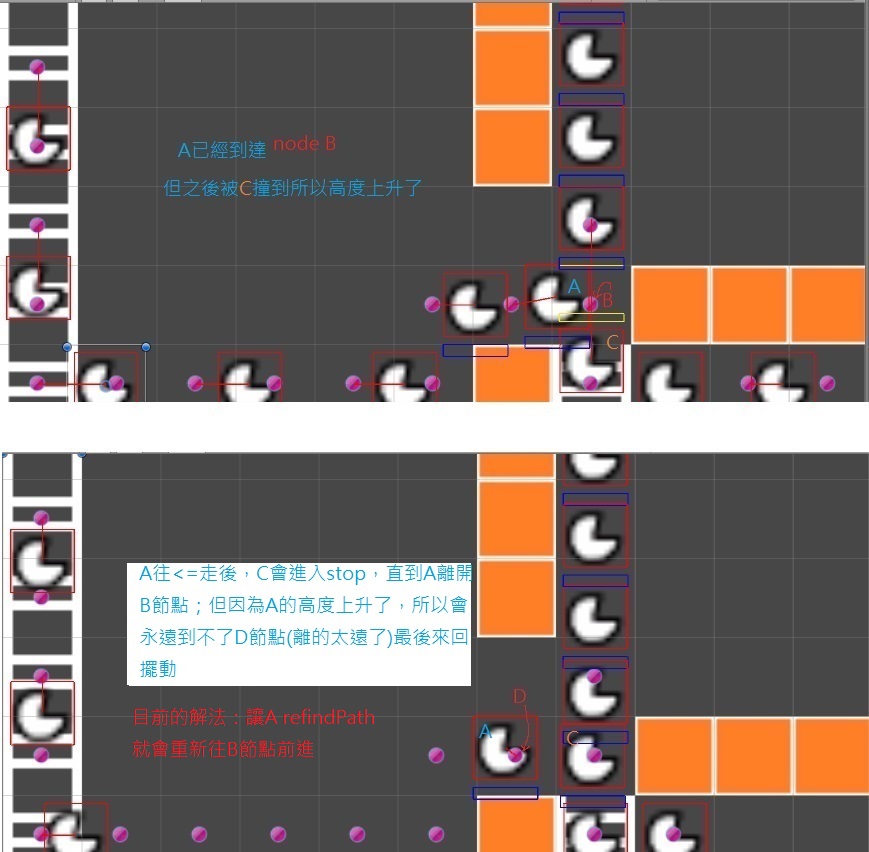 A已經到達 node B
但之後被C撞到所以高度上升了
A
B
C
A往<=走後，C會進入stop，直到A離開
B節點；但因為A的高度上升了，所以會
永遠到不了D節點(離的太遠了)最後來回
擺動
D
目前的解法：讓A refindPath
就會重新往B節點前進
A
C